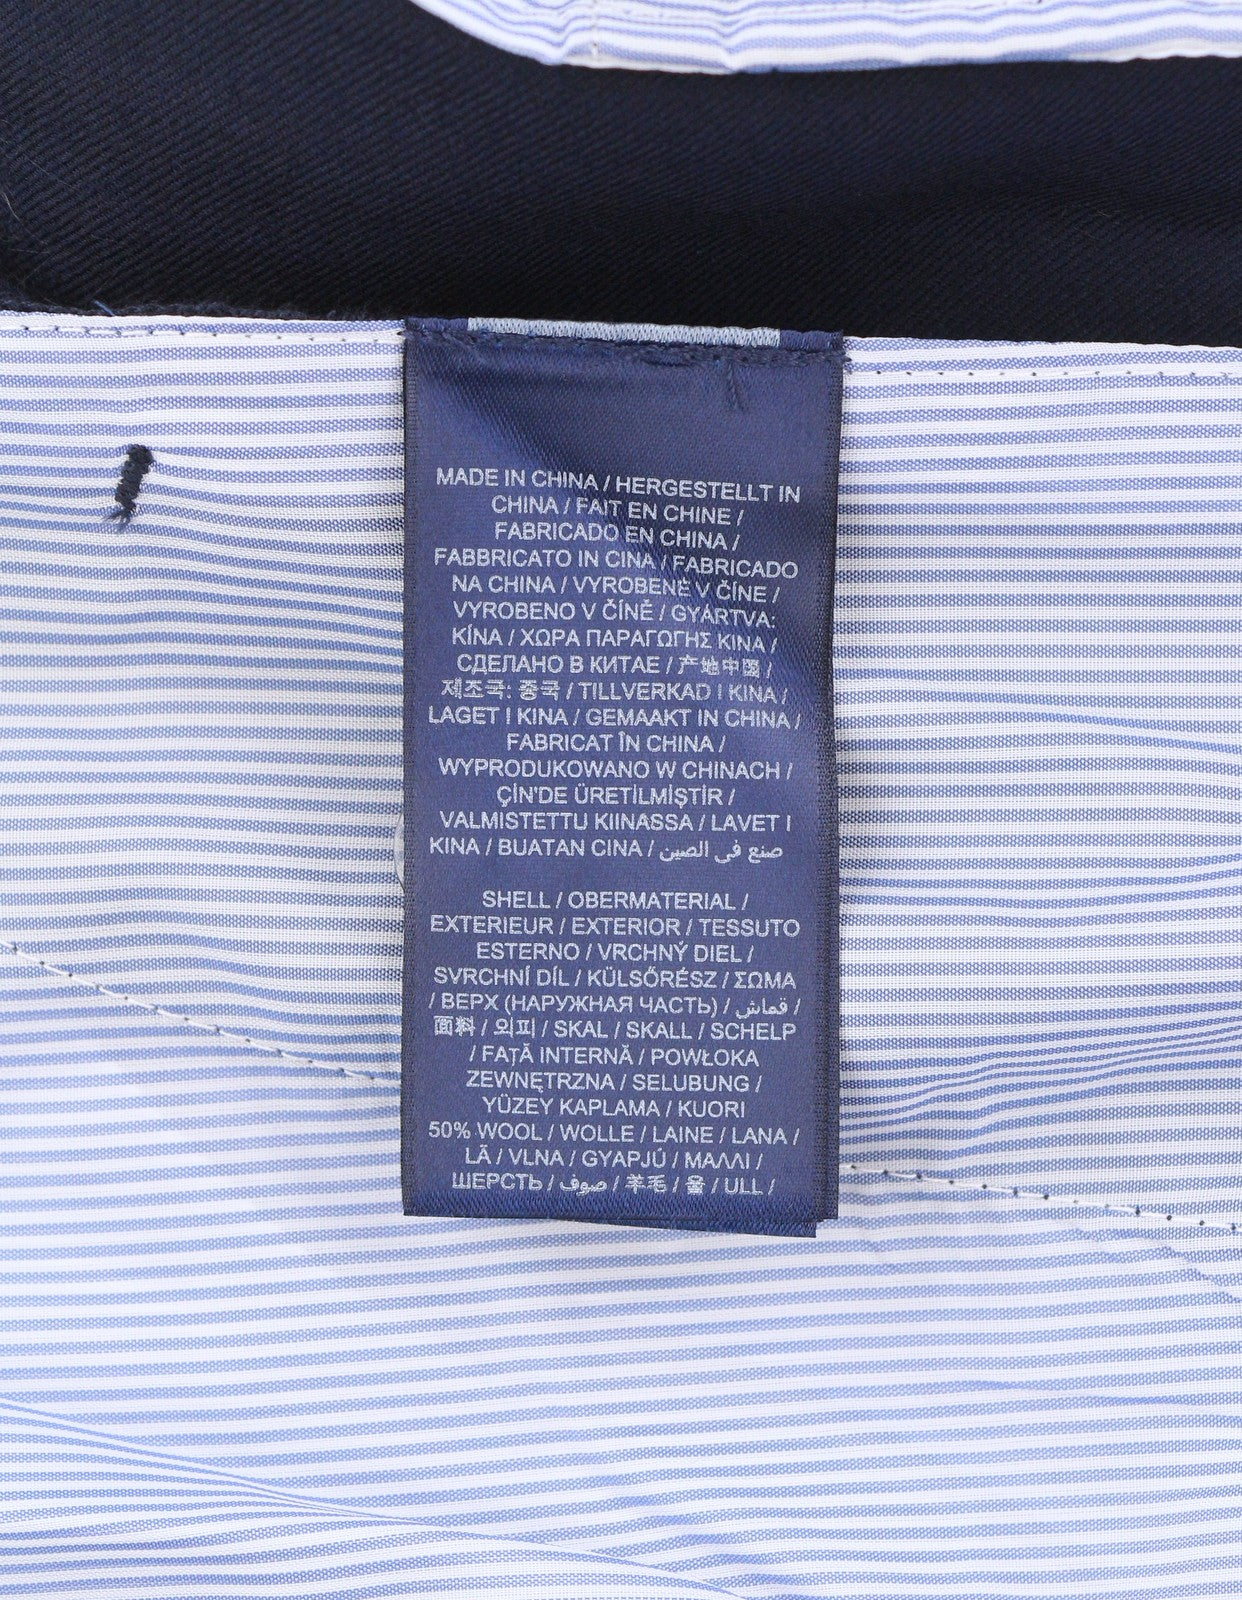 MADE IN CHINA / HERGESTELLT IN
CHINA / FAIT EN CHINE /
FABRICADO EN CHINA /
FABBRICATO IN CINA / FABRICADO
NA CHINA / VYROBENÉ V ČÍNE /
VYROBENO V ČÍNĚ / GYÁRTVA:
KÍNA / ΧΩΡΑ ΠΑΡΑΓΩΓΗΣ ΚΙΝΑ /
СДЕЛАНО В КИТАЕ / 产地中国 /
제조국: 중국 / TILLVERKAD I KINA /
LAGET I KINA / GEMAAKT IN CHINA /
FABRICAT ÎN CHINA /
WYPRODUKOWANO W CHINACH /
ÇİN'DE ÜRETİLMİŞTİR /
VALMISTETTU KIINASSA / LAVET I
KINA / BUATAN CINA / صنع في الصين
SHELL / OBERMATERIAL /
EXTERIEUR / EXTERIOR / TESSUTO
ESTERNO / VRCHNÝ DIEL /
SVRCHNÍ DÍL / KÜLSŐRÉSZ / ΣΩΜΑ
/ ВЕРХ (НАРУЖНАЯ ЧАСТЬ) / قماش /
面料 / 외피 / SKAL / SKALL / SCHELP
/ FAȚĂ INTERNĂ / POWŁOKA
ZEWNĘTRZNA / SELUBUNG /
YÜZEY KAPLAMA / KUORI
50% WOOL / WOLLE / LAINE / LANA /
LÃ / VLNA / GYAPJÚ / ΜΑΛΛΙ /
ШЕРСТЬ / صوف / 羊毛 / 울 / ULL /